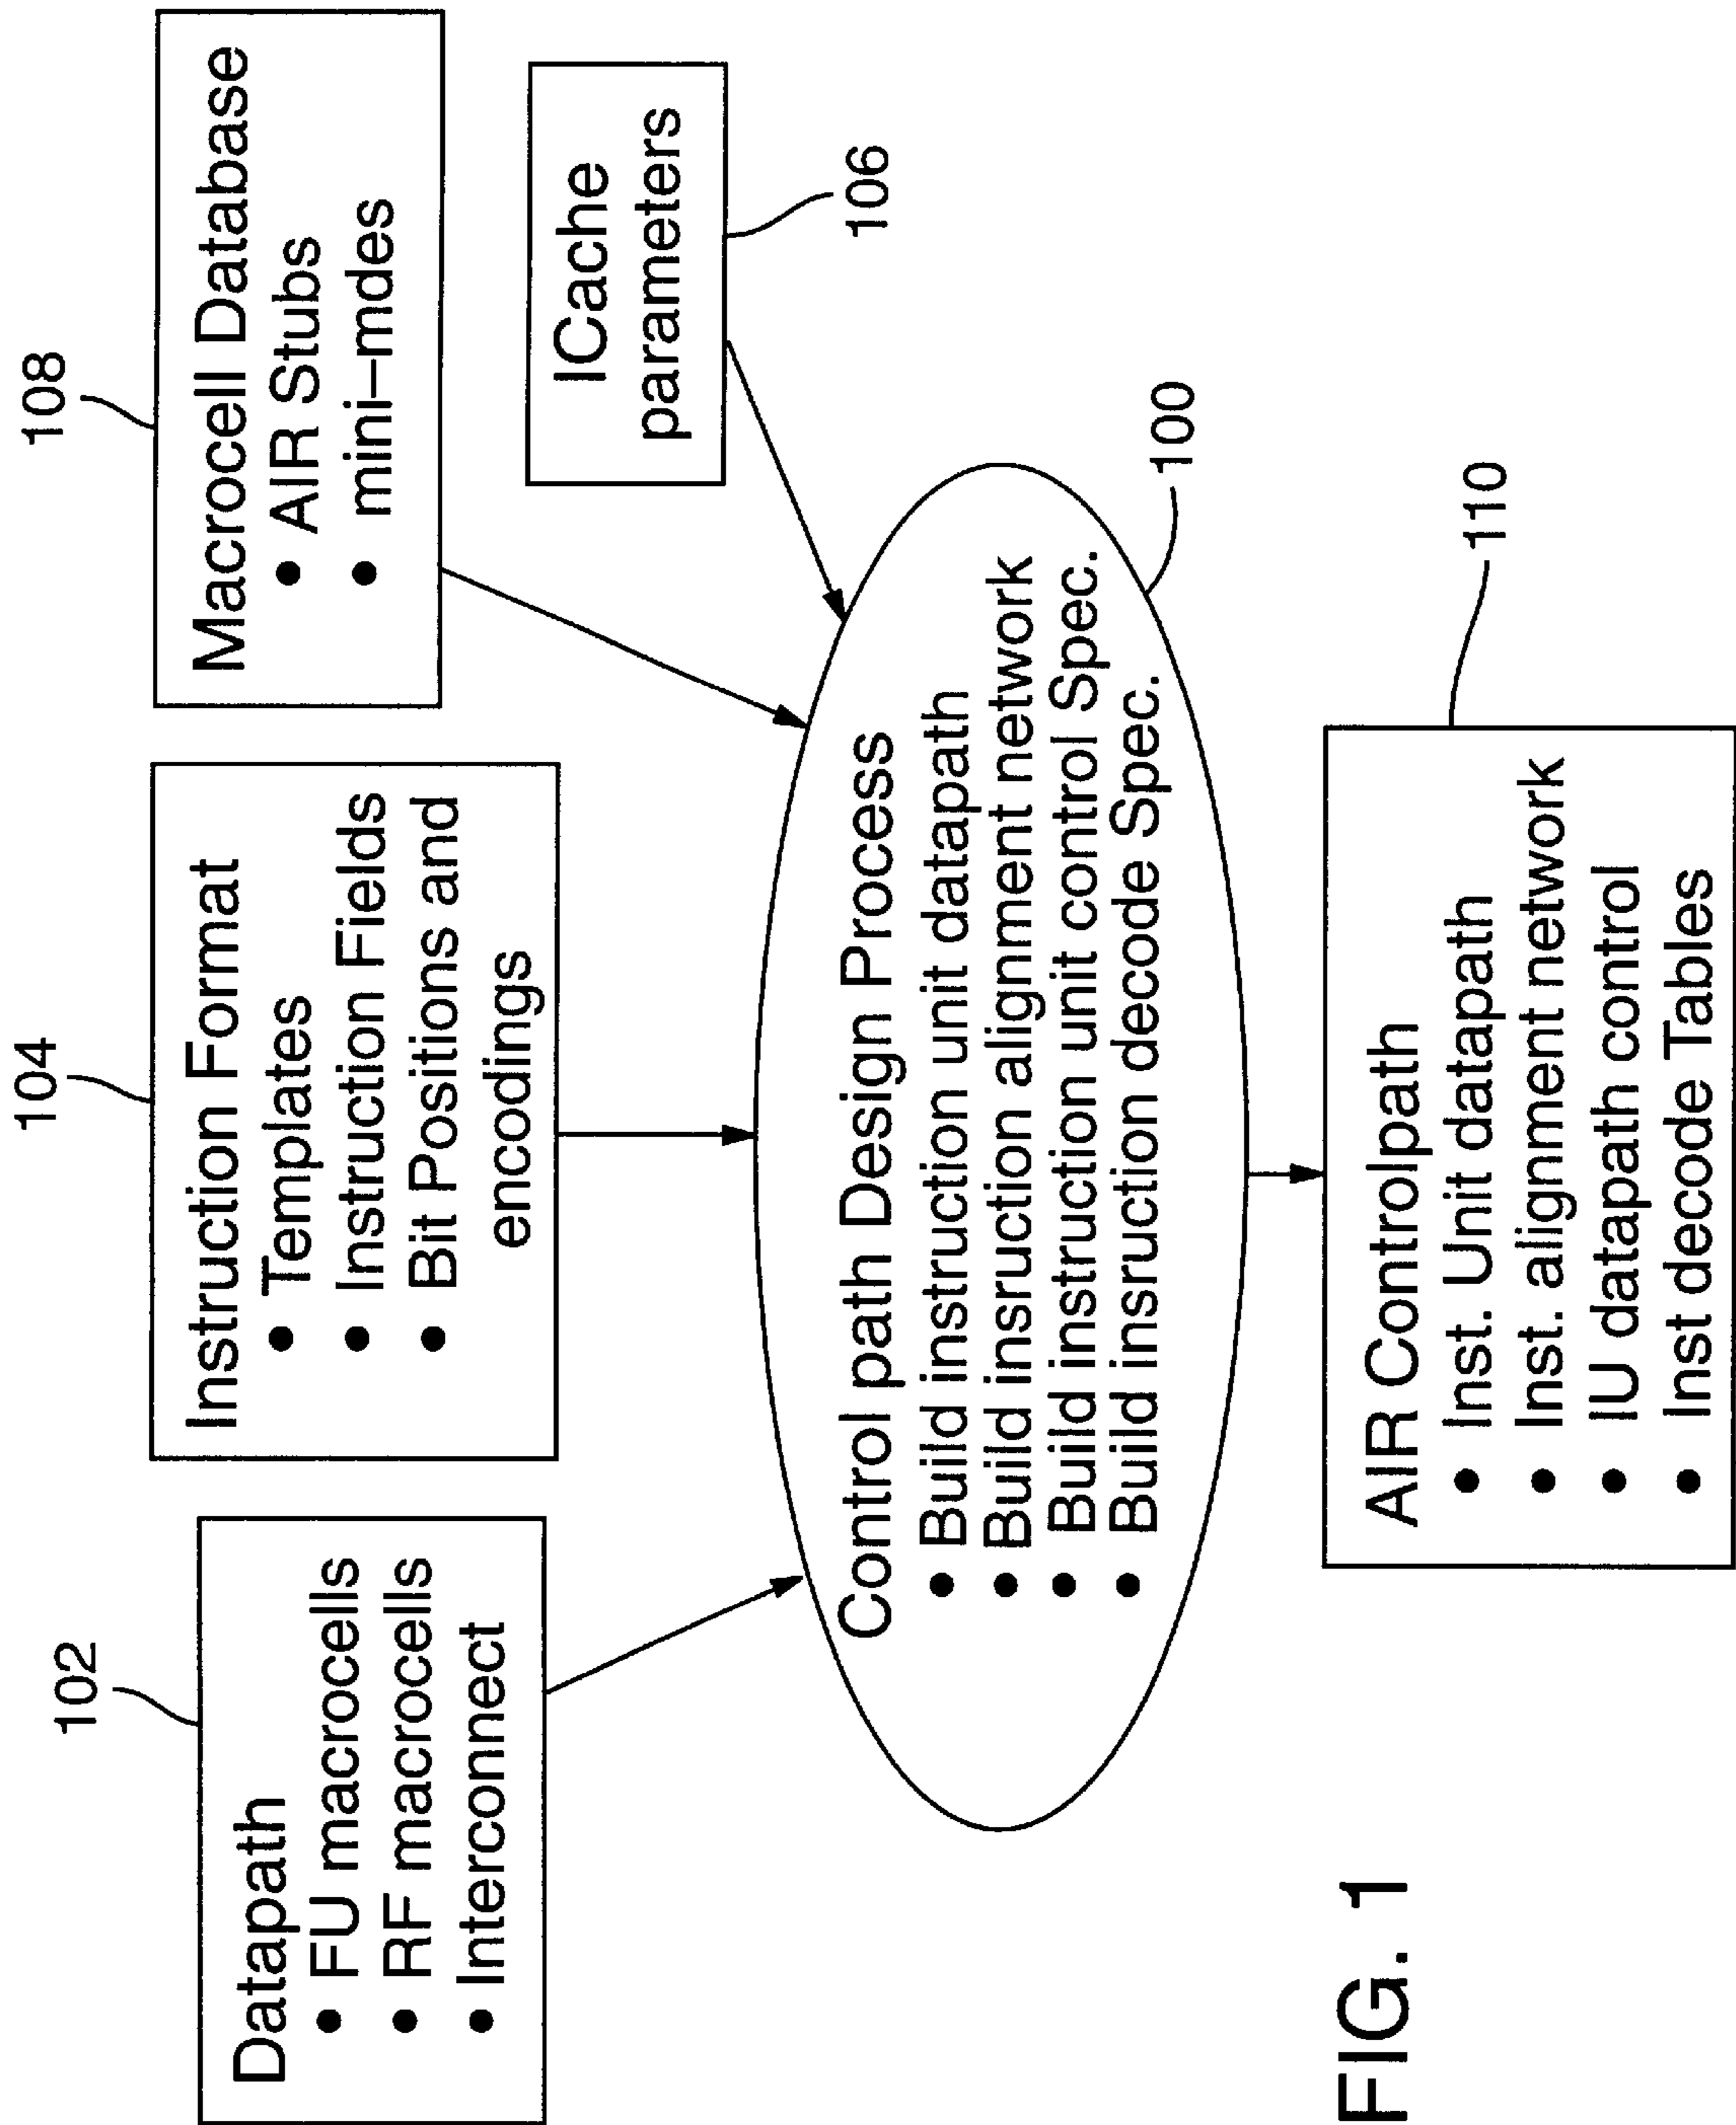 102
Datapath
• FU macrocells
• RF macrocells
• Interconnect
104
Instruction Format
• Templates
• Instruction Fields
• Bit Positions and
encodings
108
Macrocell Database
• AIR Stubs
• mini–mdes
ICache
parameters
106
Control path Design Process
• Build instruction unit datapath
• Build insruction alignment network
• Build instruction unit control Spec.
• Build insruction decode Spec.
100
AIR Controlpath
• Inst. Unit datapath
• Inst. alignment network
• IU datapath control
• Inst decode Tables
110
FIG. 1